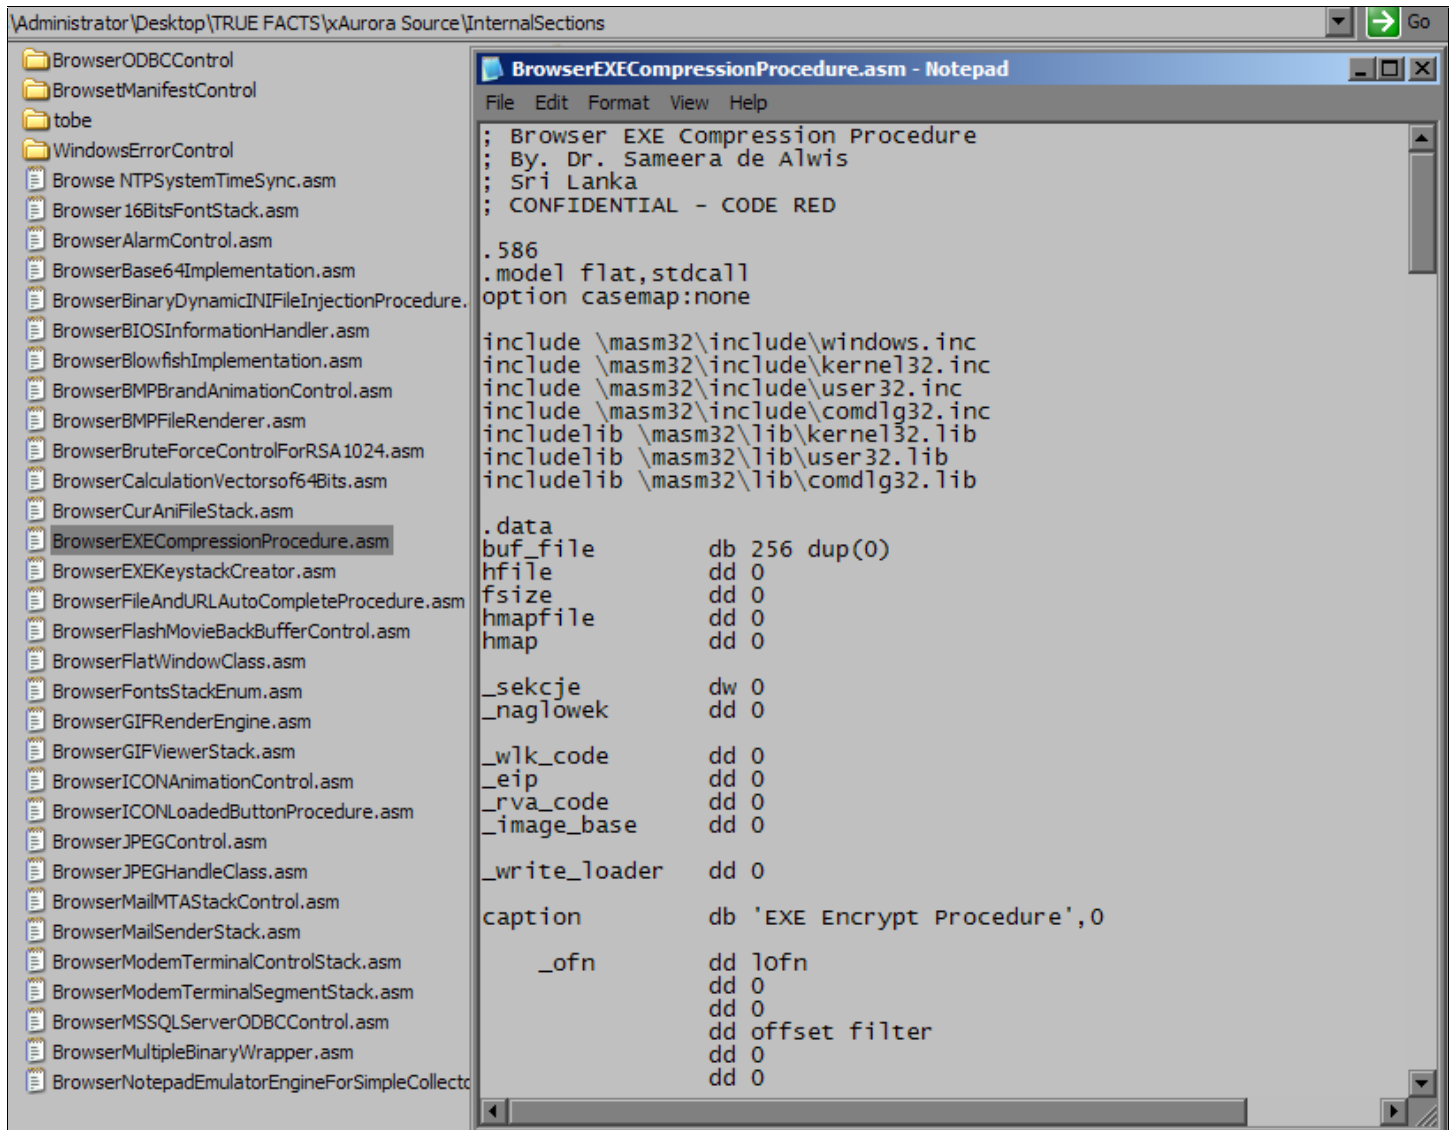 \Administrator\Desktop\TRUE FACTS\xAurora Source\InternalSections
Go
BrowserODBCControl
BrowsetManifestControl
tobe
WindowsErrorControl
Browse NTPSystemTimeSync.asm
Browser16BitsFontStack.asm
BrowserAlarmControl.asm
BrowserBase64Implementation.asm
BrowserBinaryDynamicINIFileInjectionProcedure.
BrowserBIOSInformationHandler.asm
BrowserBlowfishImplementation.asm
BrowserBMPBrandAnimationControl.asm
BrowserBMPFileRenderer.asm
BrowserBruteForceControlForRSA1024.asm
BrowserCalculationVectorsof64Bits.asm
BrowserCurAniFileStack.asm
BrowserEXECompressionProcedure.asm
BrowserEXEKeystackCreator.asm
BrowserFileAndURLAutoCompleteProcedure.asm
BrowserFlashMovieBackBufferControl.asm
BrowserFlatWindowClass.asm
BrowserFontsStackEnum.asm
BrowserGIFRenderEngine.asm
BrowserGIFViewerStack.asm
BrowserICONAnimationControl.asm
BrowserICONLoadedButtonProcedure.asm
BrowserJPEGControl.asm
BrowserJPEGHandleClass.asm
BrowserMailMTAStackControl.asm
BrowserMailSenderStack.asm
BrowserModemTerminalControlStack.asm
BrowserModemTerminalSegmentStack.asm
BrowserMSSQLServerODBCControl.asm
BrowserMultipleBinaryWrapper.asm
BrowserNotepadEmulatorEngineForSimpleCollectc
BrowserEXECompressionProcedure.asm - Notepad
File Edit Format View Help
; Browser EXE Compression Procedure
; By. Dr. Sameera de Alwis
; Sri Lanka
; CONFIDENTIAL - CODE RED
.586
.model flat,stdcall
option casemap:none
include \masm32\include\windows.inc
include \masm32\include\kernel32.inc
include \masm32\include\user32.inc
include \masm32\include\comdlg32.inc
includelib \masm32\lib\kernel32.lib
includelib \masm32\lib\user32.lib
includelib \masm32\lib\comdlg32.lib
.data
buf_file db 256 dup(0)
hfile dd 0
fsize dd 0
hmapfile dd 0
hmap dd 0
_sekcje dw 0
_naglowek dd 0
_wlk_code dd 0
_eip dd 0
_rva_code dd 0
_image_base dd 0
_write_loader dd 0
caption db 'EXE Encrypt Procedure',0
_ofn dd lOfn
dd 0
dd 0
dd offset filter
dd 0
dd 0